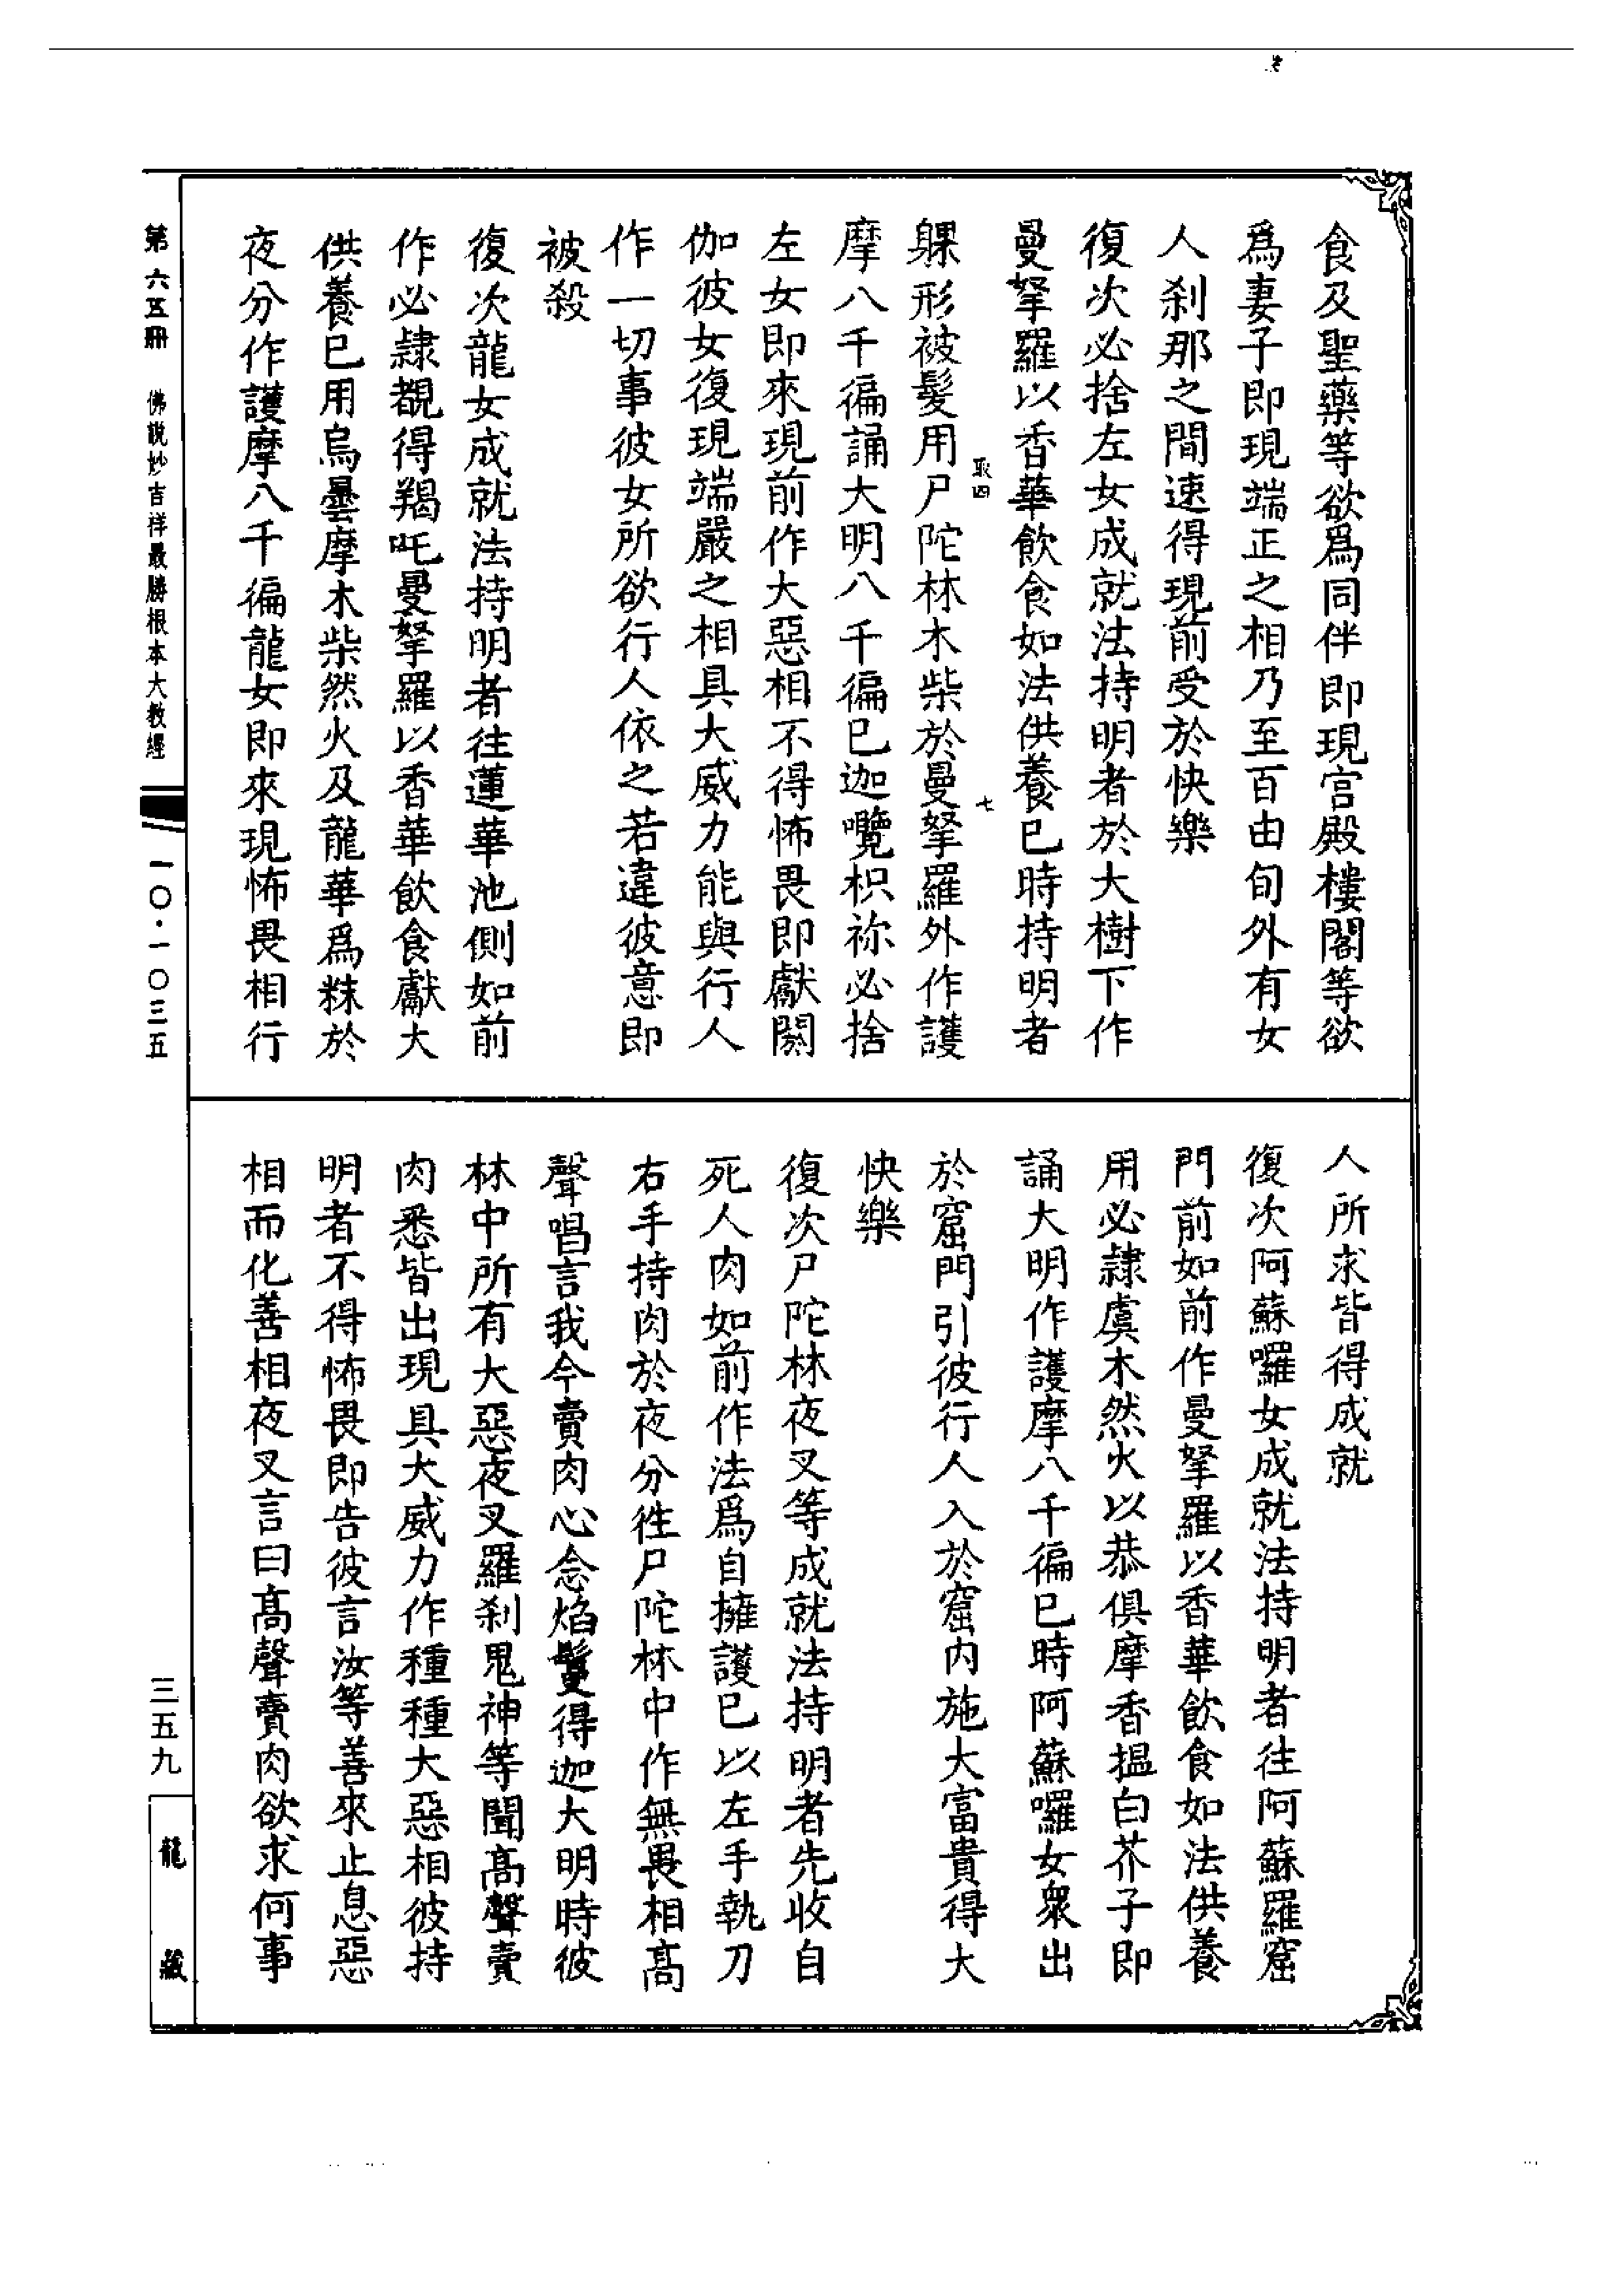 食及聖藥等欲爲同伴即現宫殿樓閣等欲
爲妻子即現端正之相乃至百由旬外有女
人刹那之間速得現前受於快樂
復次必捨左女成就法持明者於大樹下作
曼拏羅以香華飲食如法供養已時持明者
取四
七
躶形被髮用尸陀林木柴於曼拏羅外作護
摩八千徧誦大明八千徧已迦嚂枳祢必捨
左女即來現前作大惡相不得怖畏即獻閼
伽彼女復現端嚴之相具大威力能與行人
作一切事彼女所欲行人依之若違彼意即
被殺
復次龍女成就法持明者往蓮華池側如前
作必隷覩得羯吒曼拏羅以香華飲食獻大
供養已用烏曇摩木柴然火及龍華爲粖於
夜分作護摩八千徧龍女即來現怖畏相行
人所求皆得成就
復次阿蘇囉女成就法持明者往阿蘇羅窟
門前如前作曼拏羅以香華飲食如法供養
用必隷虞木然火以恭俱摩香搵白芥子即
誦大明作護摩八千徧已時阿蘇囉女衆出
於窟門引彼行人入於窟内施大富貴得大
快樂
復次尸陀林夜叉等成就法持明者先收自
死人肉如前作法爲自擁護已以左手執刀
右手持肉於夜分徃尸陀林中作無畏相髙
聲唱言我今賣肉心念焰鬘得迦大明時彼
林中所有大惡夜叉羅刹鬼神等聞髙聲賣
肉悉皆出現具大威力作種種大惡相彼持
明者不得怖畏即告彼言汝等善來止息惡
相而化善相夜叉言曰髙聲賣肉欲求何事
第六五冊 佛說妙吉祥最勝根本大教經
一〇·一〇三五
三五九
龍藏